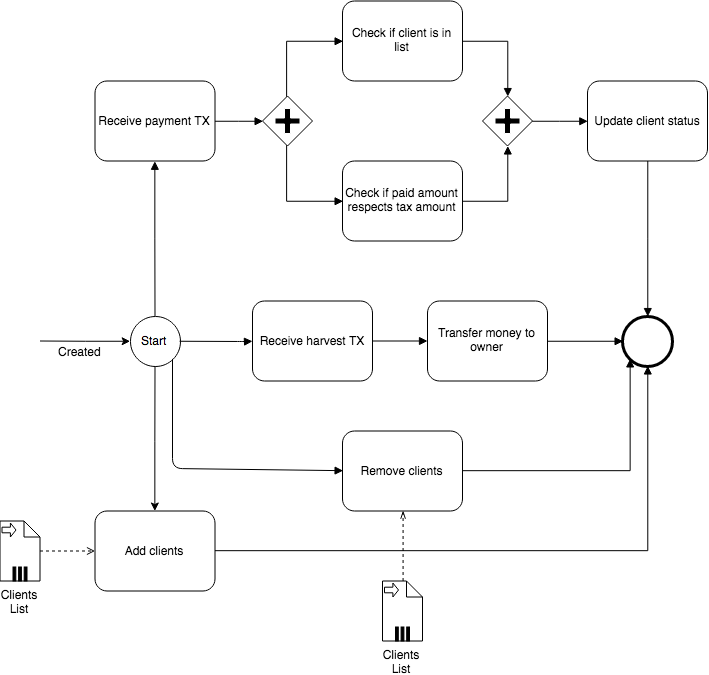 Check if client is in
list
Receive payment TX
Update client status
Check if paid amount
respects tax amount
Created
Start
Receive harvest TX
Transfer money to
owner
Remove clients
Add clients
Clients
List
Clients
List